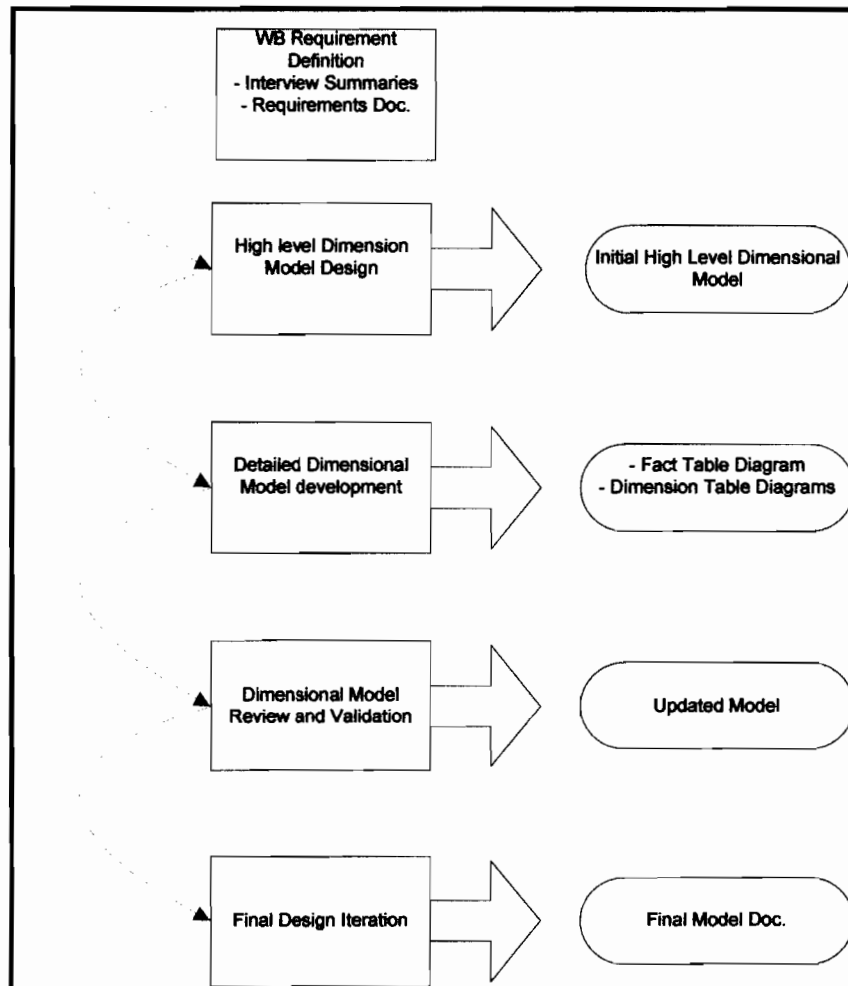 WB Requirement
Definition
- Interview Summaries
- Requirements Doc.
High level Dimension
Model Design
Initial High Level Dimensional
Model
Detailed Dimensional
Model development
- Fact Table Diagram
- Dimension Table Diagrams
Dimensional Model
Review and Validation
Updated Model
Final Design Iteration
Final Model Doc.